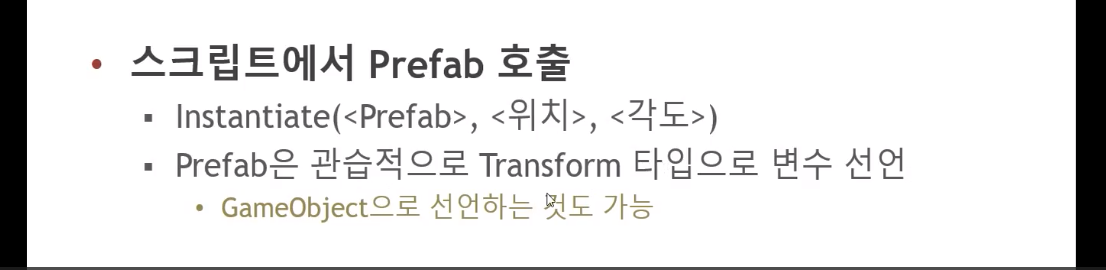 • 스크립트에서 Prefab 호출
▪ Instantiate(<Prefab>, <위치>, <각도>)
▪ Prefab은 관습적으로 Transform 타입으로 변수 선언
• GameObject으로 선언하는 것도 가능